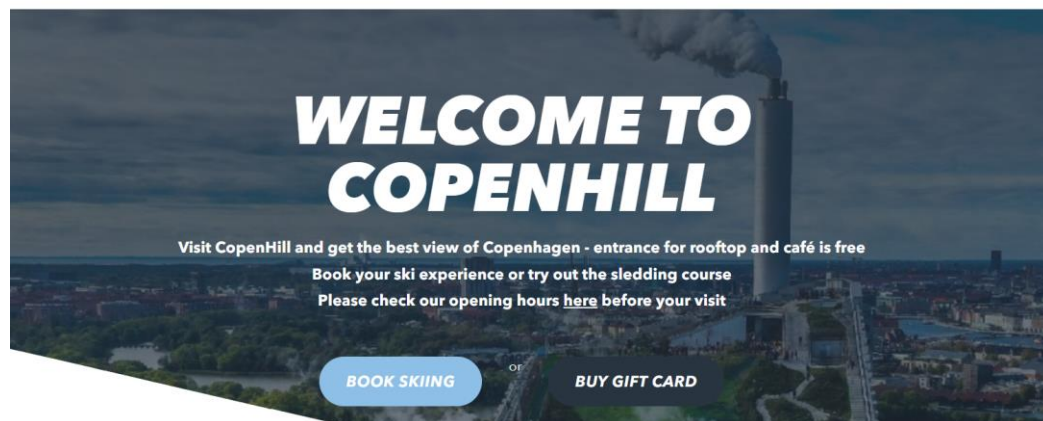 WELCOME TO
COPENHILL
Visit CopenHill and get the best view of Copenhagen - entrance for rooftop and café is free
Book your ski experience or try out the sledding course
Please check our opening hours here before your visit
BOOK SKIING
or
BUY GIFT CARD